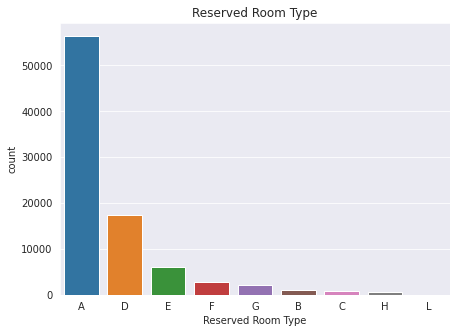 Reserved Room Type
50000
40000
30000
20000
10000
0
count
A D E F G B C H L
Reserved Room Type